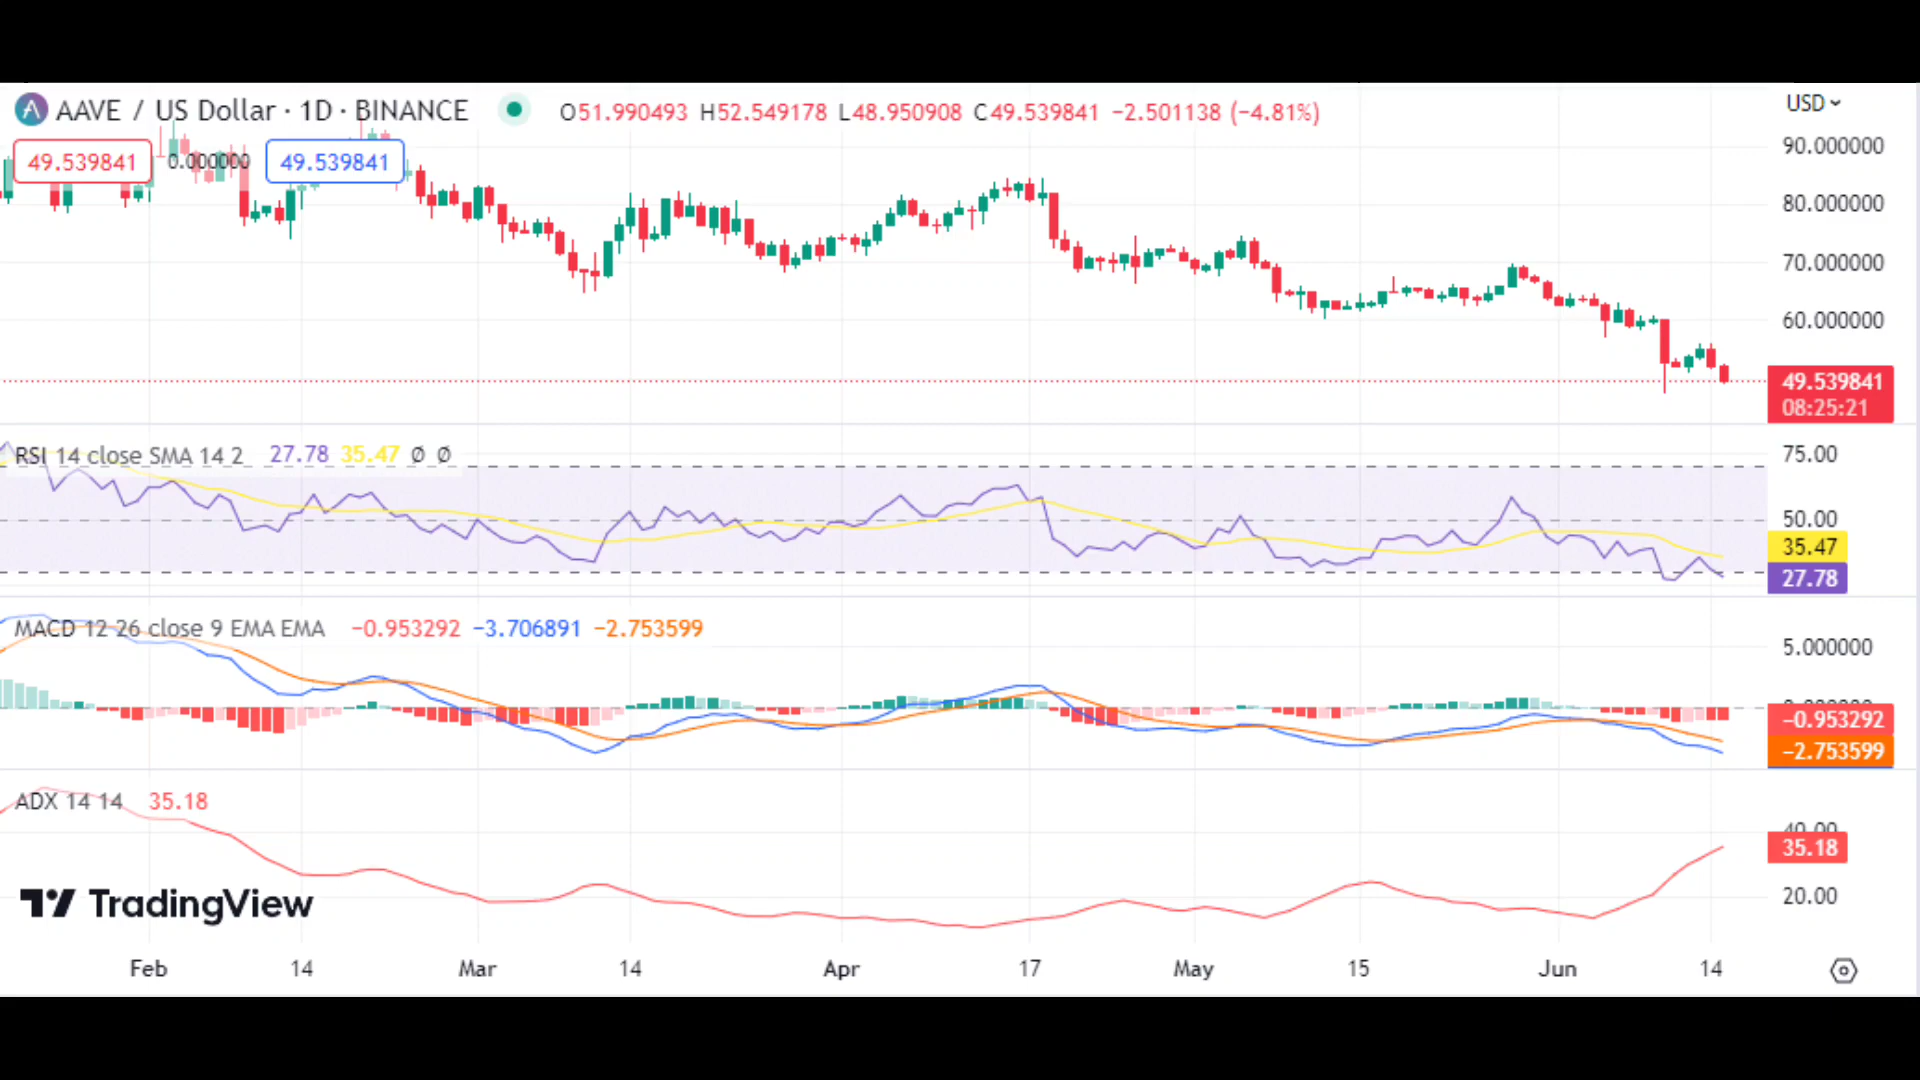 AAVE / US Dollar · 1D · BINANCE O51.990493 H52.549178 L48.950908 C49.539841 −2.501138 (−4.81%)
USD
49.539841 0.000000 49.539841
90.000000
80.000000
70.000000
60.000000
49.539841
08:25:21
RSI 14 close SMA 14 2 27.78 35.47 Ø Ø
75.00
50.00
35.47
27.78
MACD 12 26 close 9 EMA EMA −0.953292 −3.706891 −2.753599
5.000000
−0.953292
−2.753599
ADX 14 14 35.18
40.00
35.18
20.00
TradingView
Feb 14 Mar 14 Apr 17 May 15 Jun 14